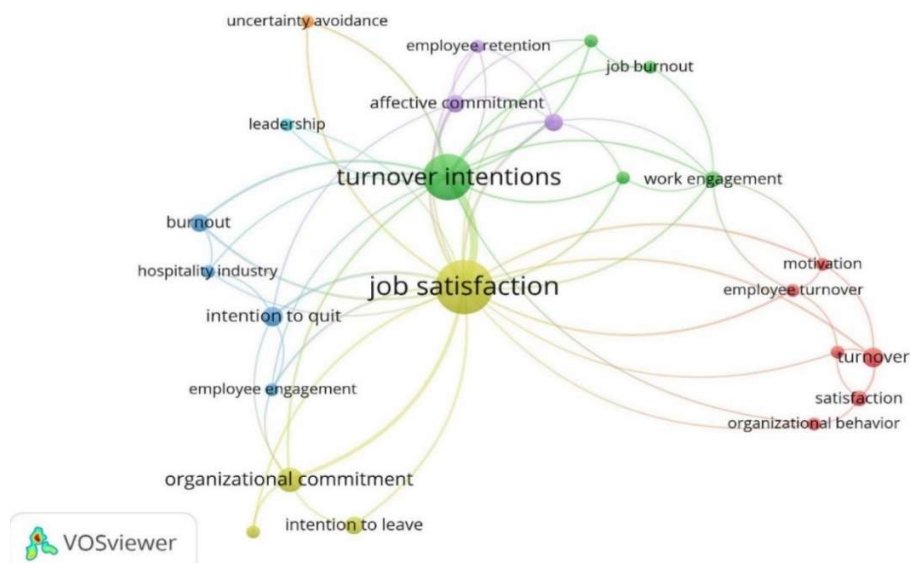 uncertainty avoidance
employee retention
job burnout
affective commitment
leadership
turnover intentions
work engagement
burnout
motivation
hospitality industry
job satisfaction
employee turnover
intention to quit
turnover
employee engagement
satisfaction
organizational behavior
organizational commitment
intention to leave
VOSviewer